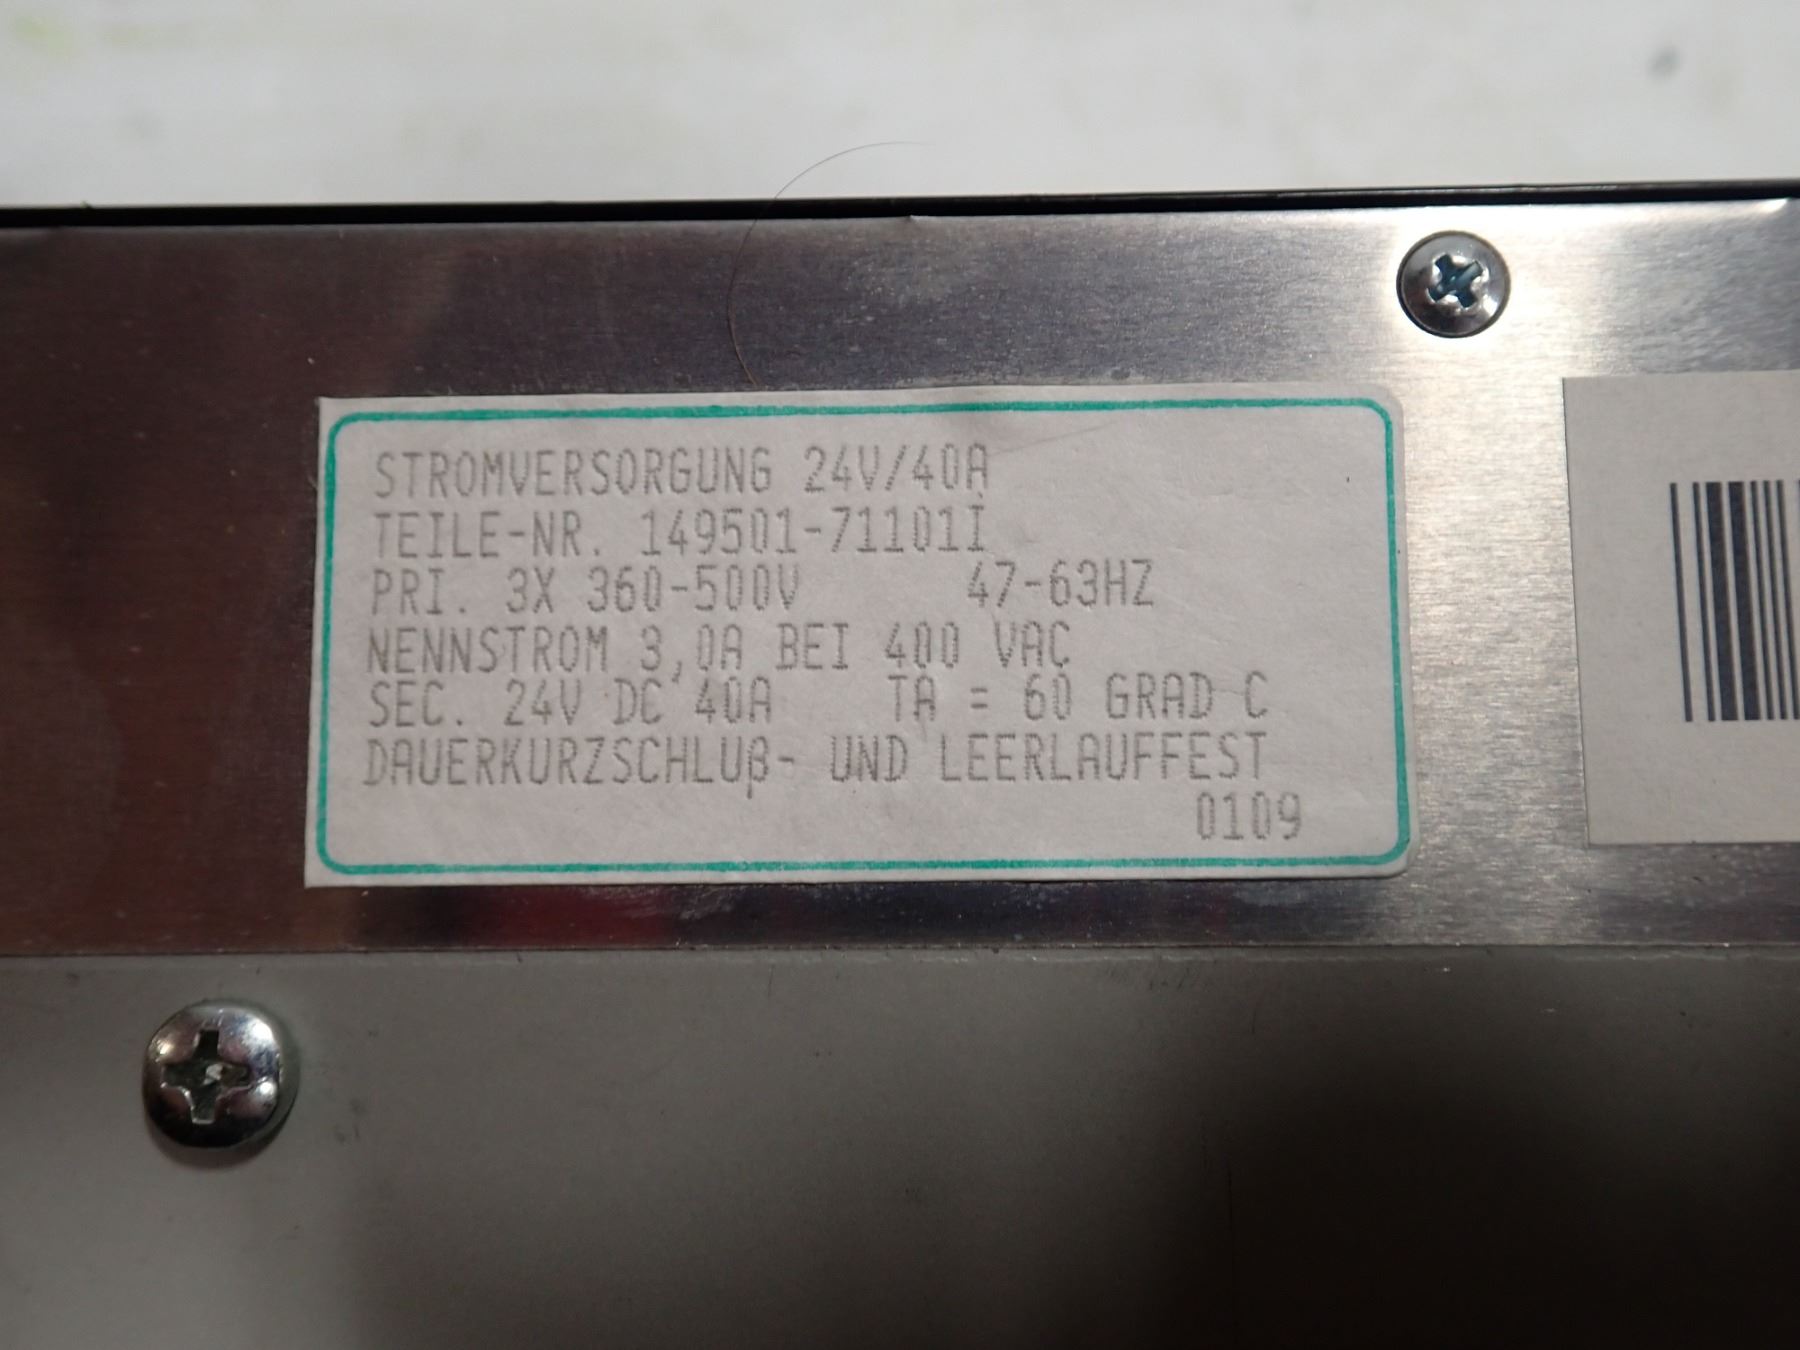 STROMVERSORGUNG 24V/40A
TEILE-NR. 149501-71101I
PRI. 3X 360-500V 47-63HZ
NENNSTROM 3,0A BEI 400 VAC
SEC. 24V DC 40A TA = 60 GRAD C
DAUERKURZSCHLUß- UND LEERLAUFFEST
0109